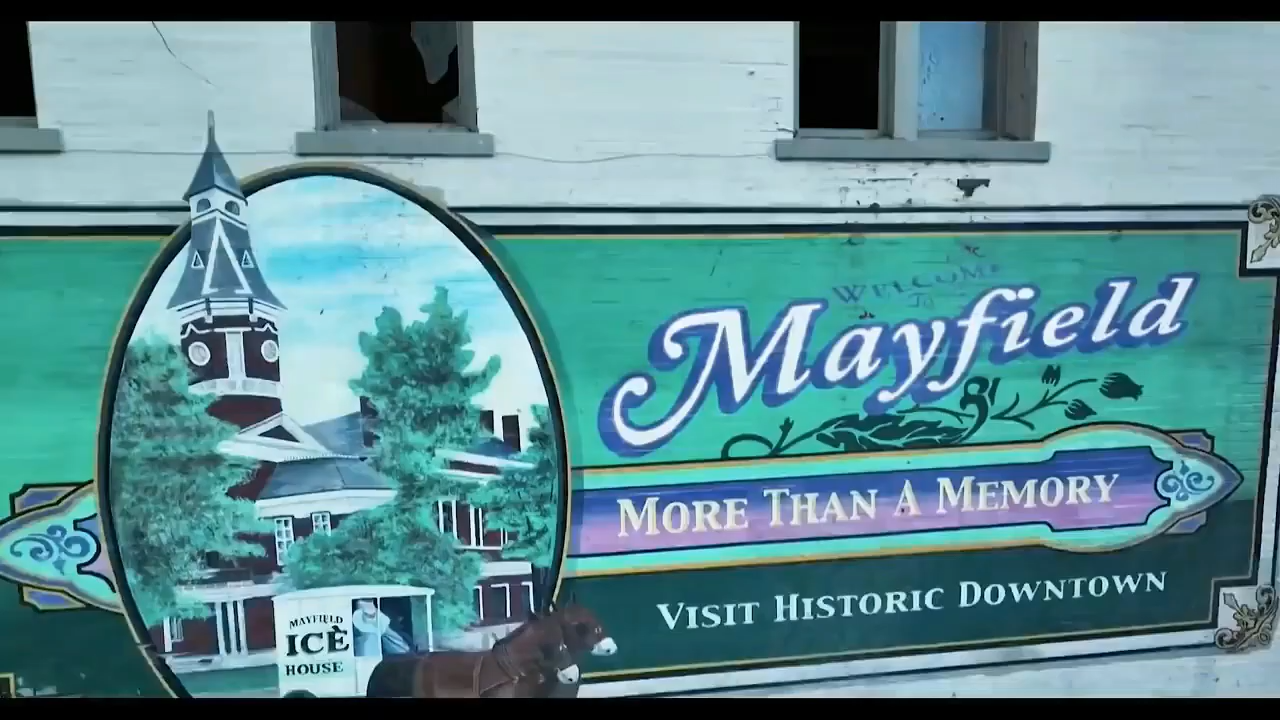 WELCOME
To
Mayfield
MORE THAN A MEMORY
VISIT HISTORIC DOWNTOWN
MAYFIELD
ICE
HOUSE